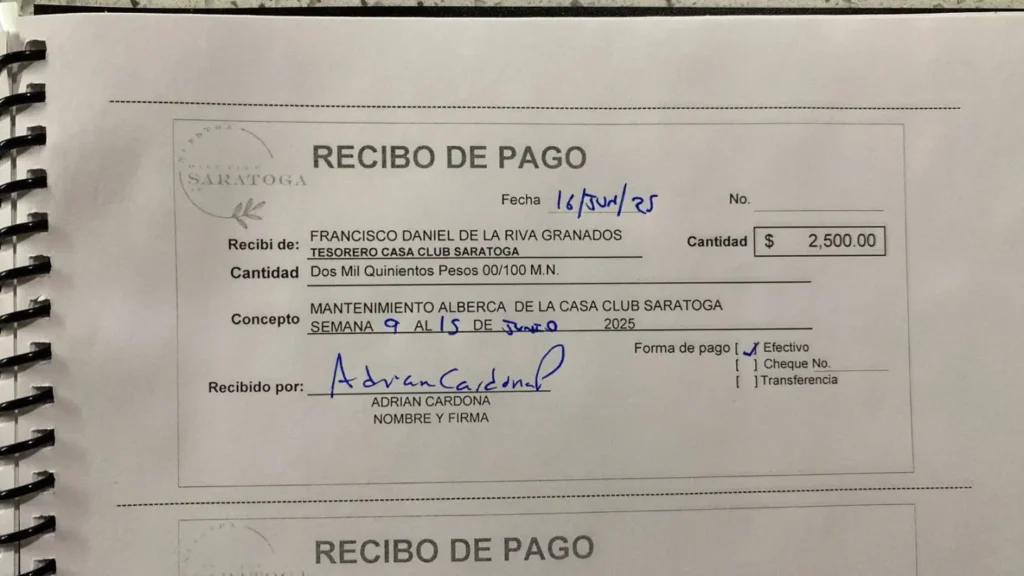 SARATOGA
RECIBO DE PAGO
Fecha 16/JUN/25 No.
Recibi de: FRANCISCO DANIEL DE LA RIVA GRANADOS
TESORERO CASA CLUB SARATOGA
Cantidad $ 2,500.00
Cantidad Dos Mil Quinientos Pesos 00/100 M.N.
Concepto MANTENIMIENTO ALBERCA DE LA CASA CLUB SARATOGA
SEMANA 9 AL 15 DE JUNIO 2025
Forma de pago [ ✓ ] Efectivo
[ ] Cheque No.
[ ] Transferencia
Recibido por: Adrian Cardona
ADRIAN CARDONA
NOMBRE Y FIRMA
RECIBO DE PAGO